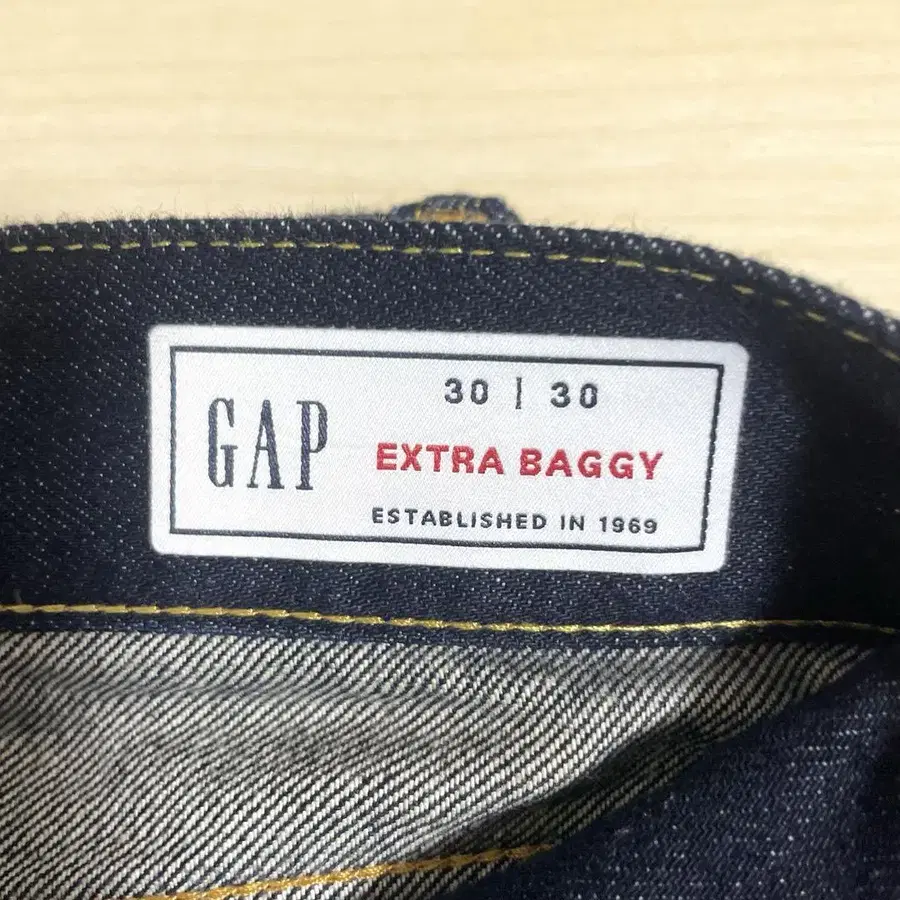 GAP
30 | 30
EXTRA BAGGY
ESTABLISHED IN 1969